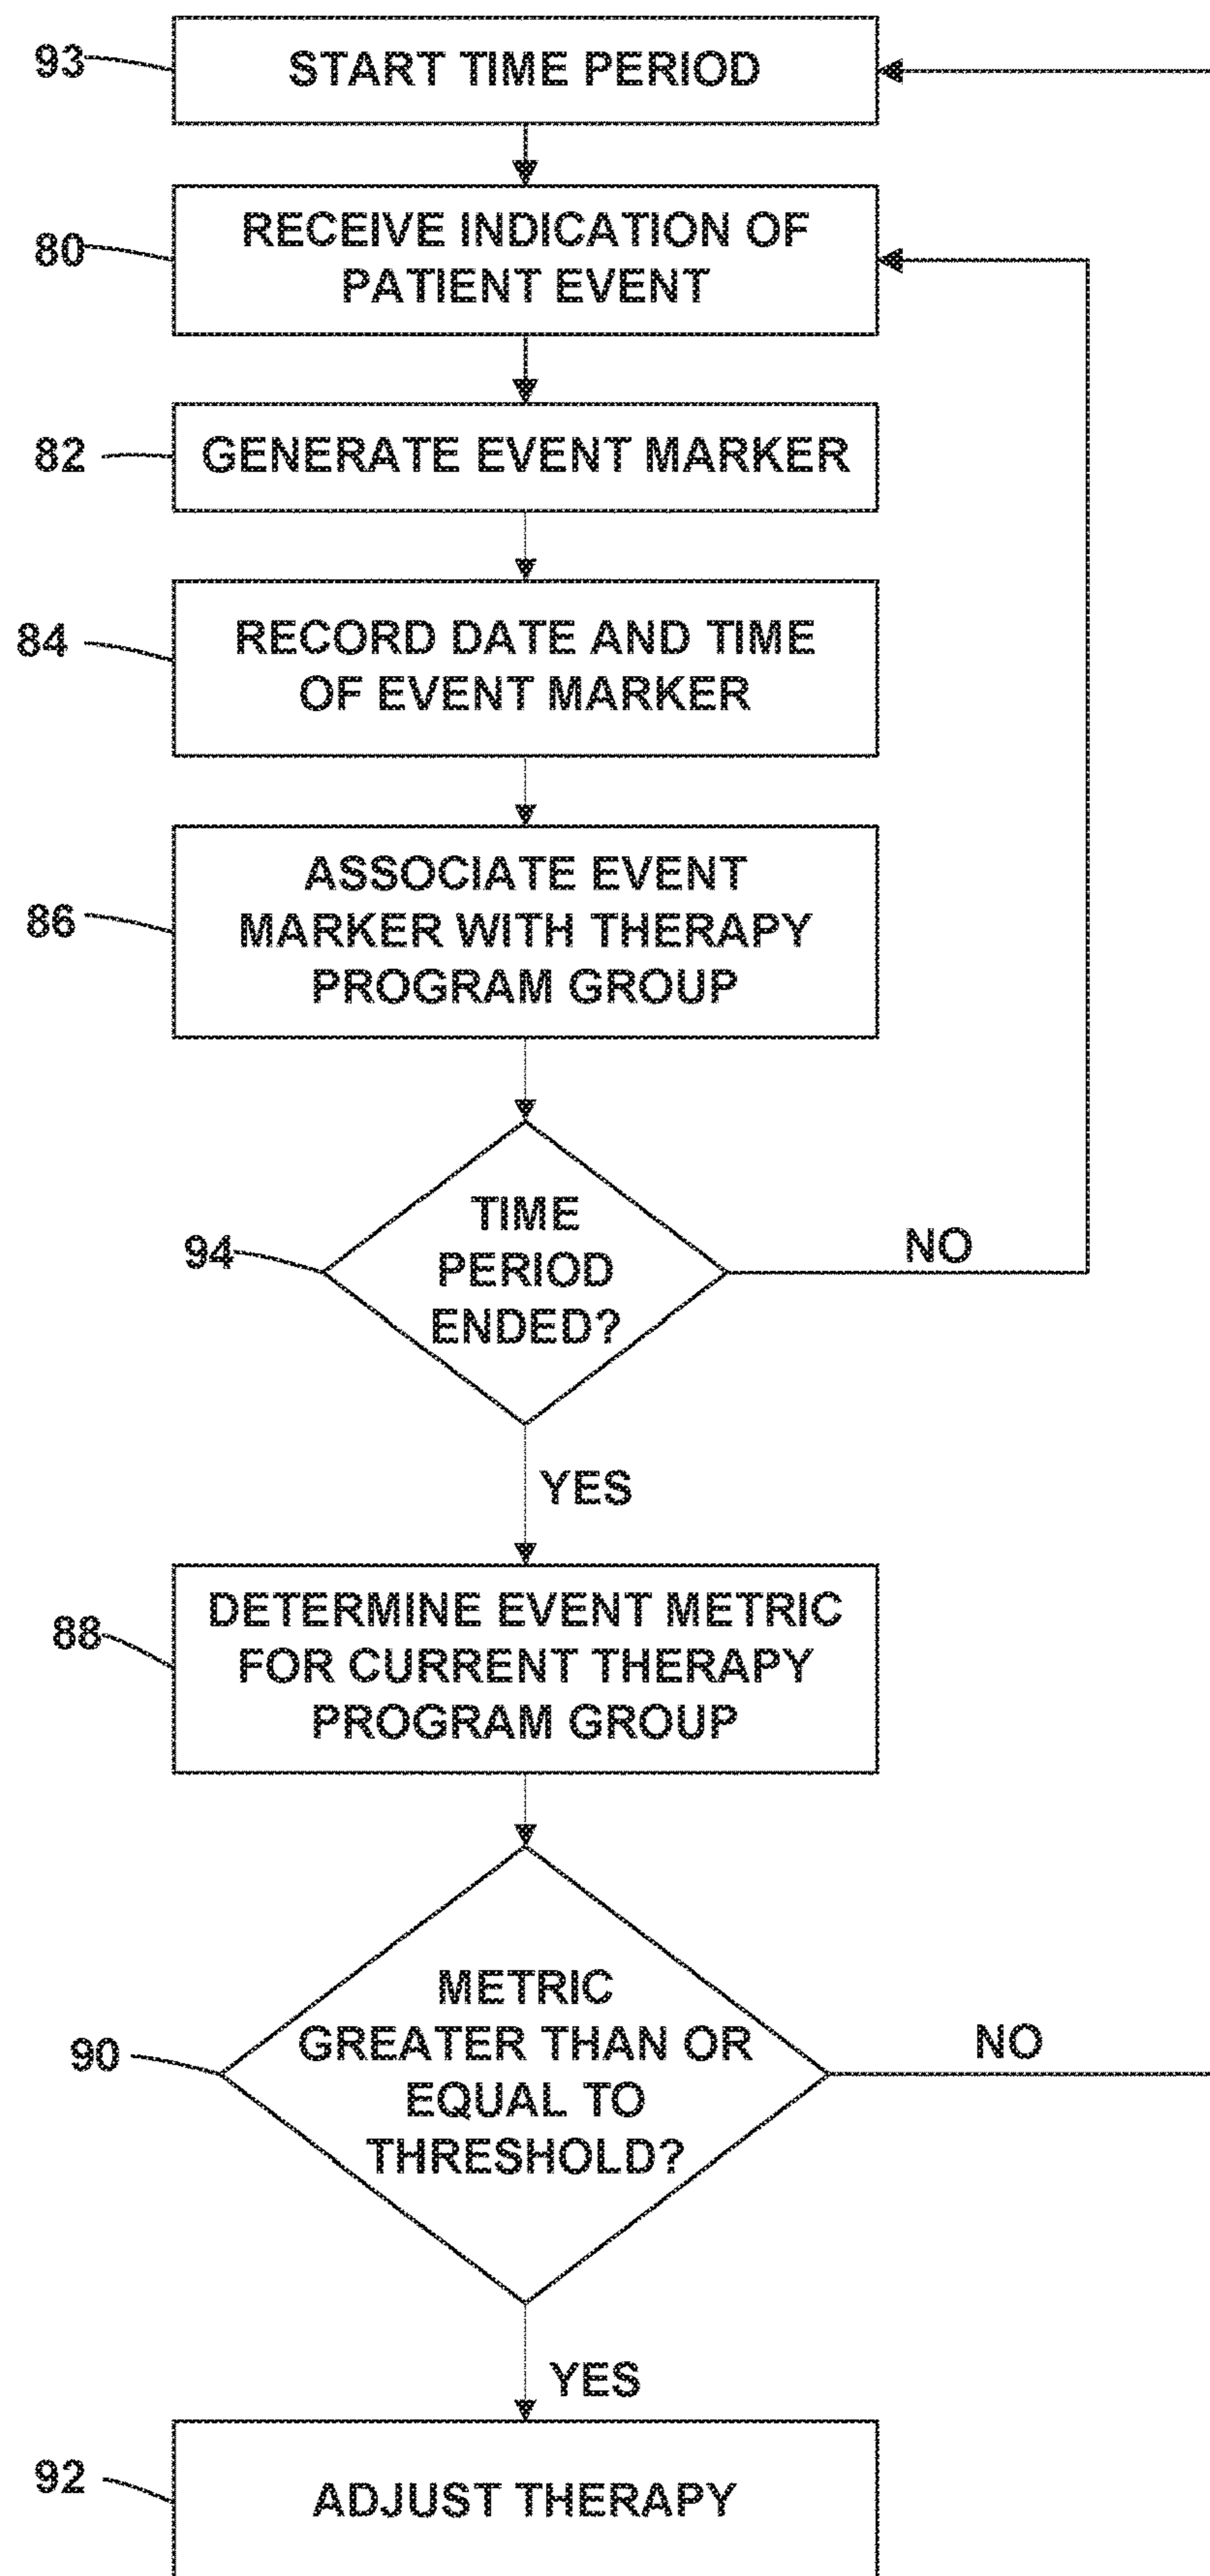 93
START TIME PERIOD
80
RECEIVE INDICATION OF
PATIENT EVENT
82
GENERATE EVENT MARKER
84
RECORD DATE AND TIME
OF EVENT MARKER
86
ASSOCIATE EVENT
MARKER WITH THERAPY
PROGRAM GROUP
94
TIME
PERIOD
ENDED?
NO
YES
88
DETERMINE EVENT METRIC
FOR CURRENT THERAPY
PROGRAM GROUP
90
METRIC
GREATER THAN OR
EQUAL TO
THRESHOLD?
NO
YES
92
ADJUST THERAPY